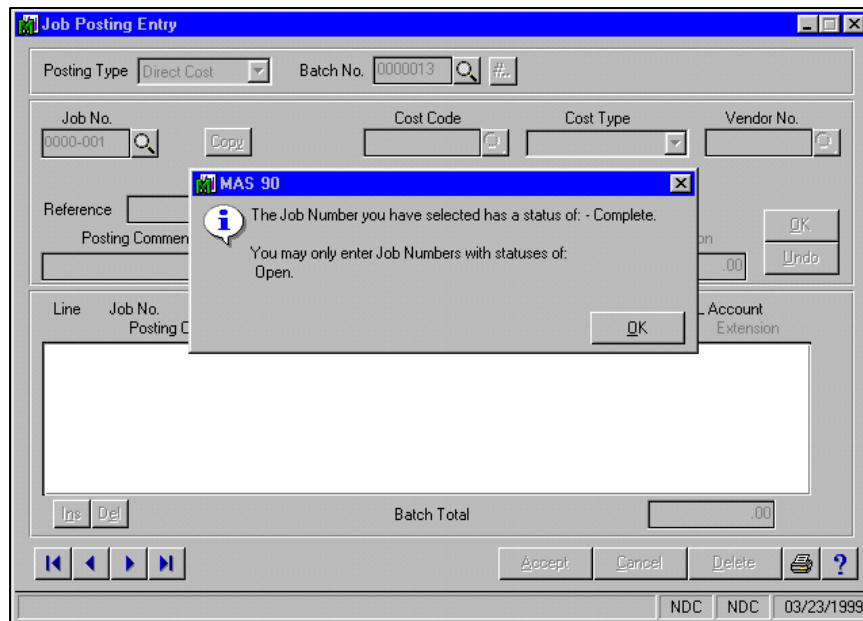 Job Posting Entry
Posting Type Direct Cost Batch No. 0000013 #..
Job No. Cost Code Cost Type Vendor No.
0000-001 Copy
MAS 90
The Job Number you have selected has a status of: - Complete.
You may only enter Job Numbers with statuses of:
Open.
OK
Reference
Posting Commen
on
OK
.00
Undo
Line Job No. Account
Posting C Extension
Ins Del Batch Total .00
Accept Cancel Delete ?
NDC NDC 03/23/1999